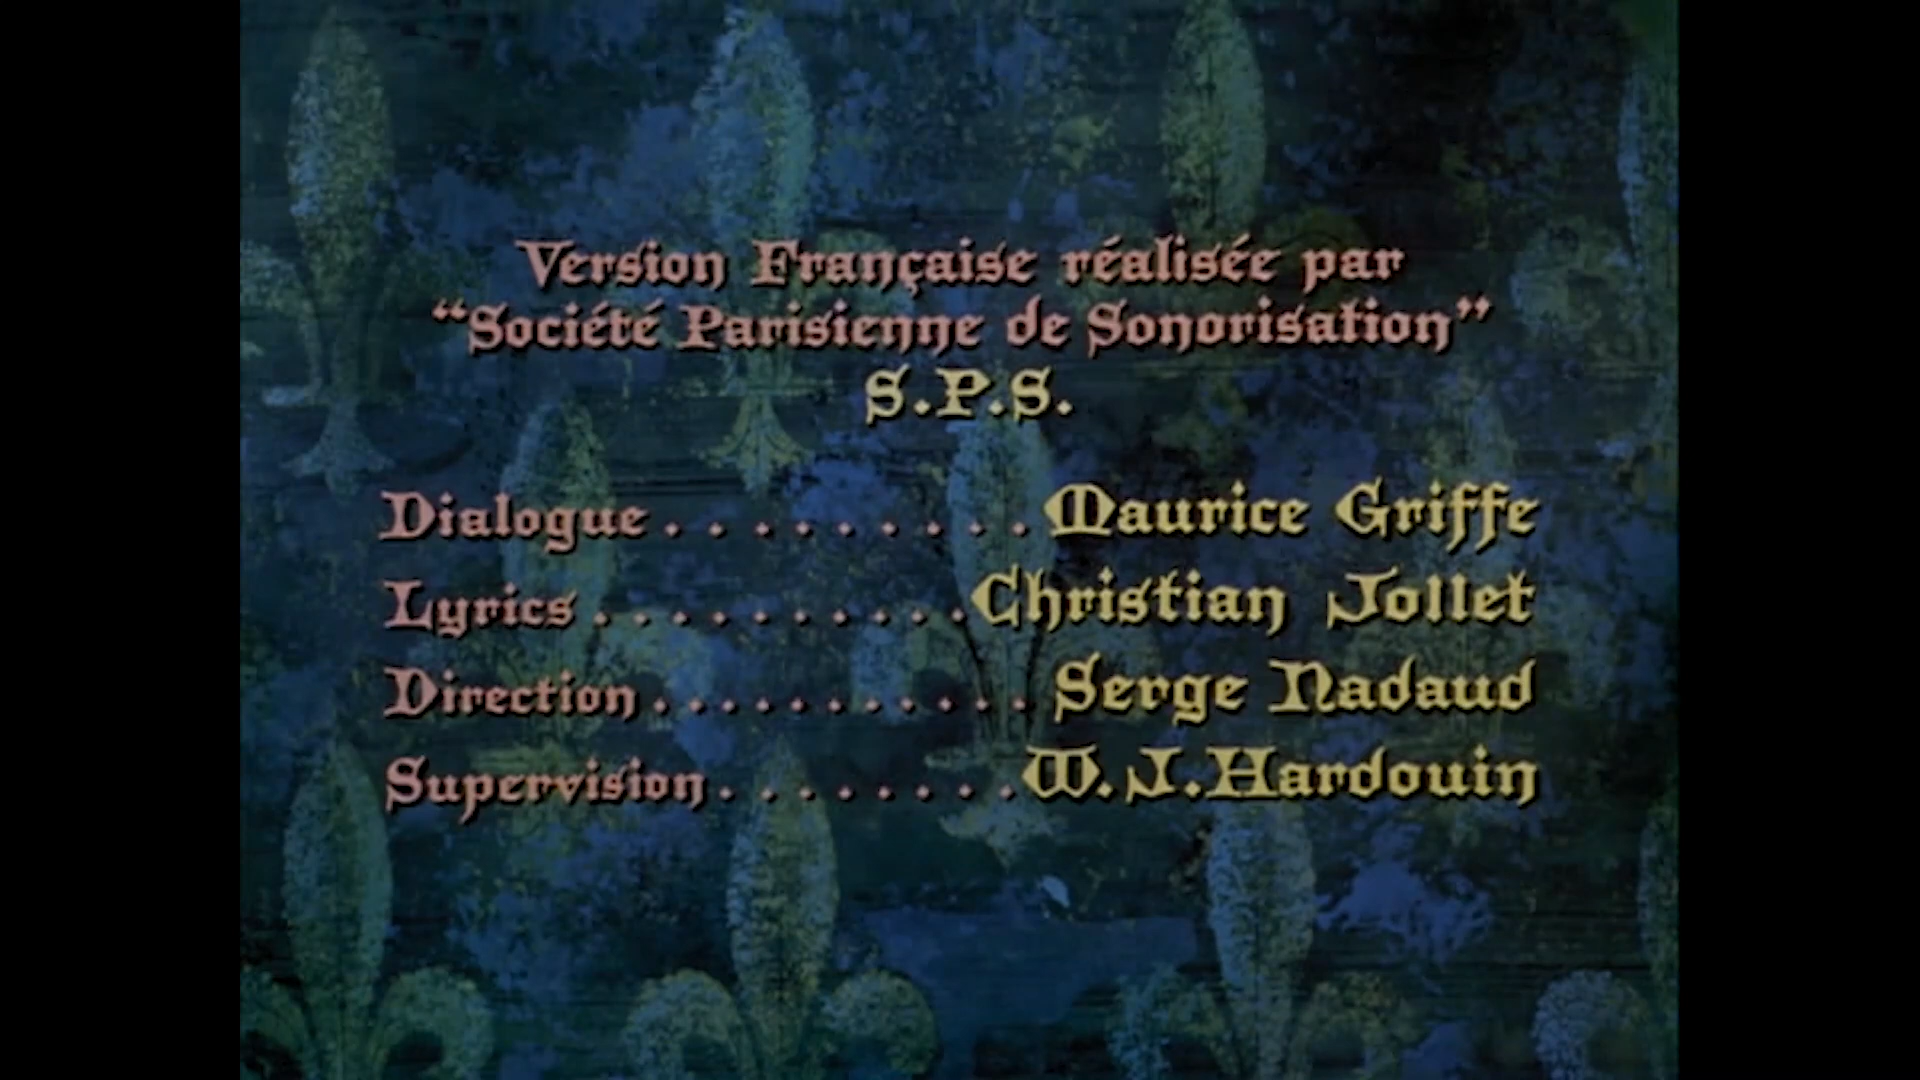 Version Française réalisée par
“Société Parisienne de Sonorisation”
S.P.S.
Dialogue.........Maurice Griffe
Lyrics..........Christian Jollet
Direction..........Serge Nadaud
Supervision........W.J.Hardouin